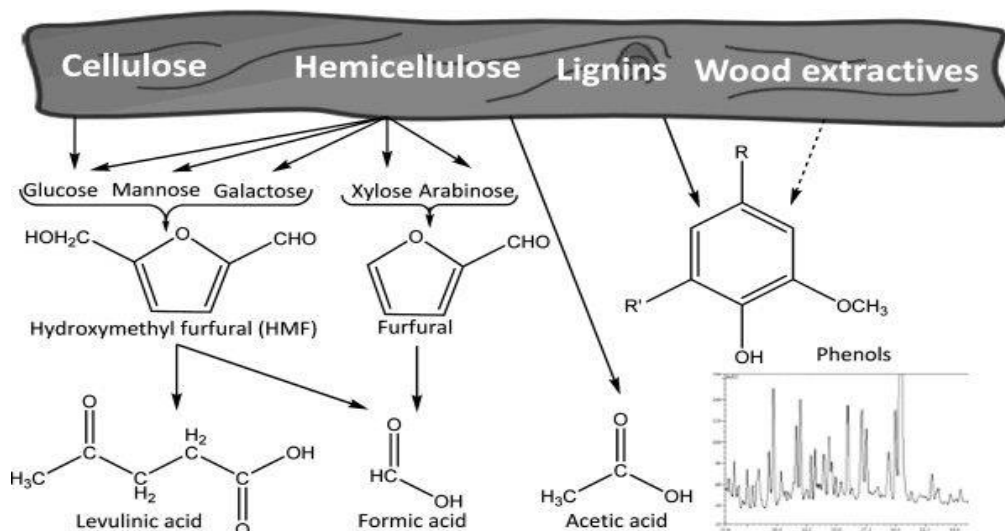 Cellulose Hemicellulose Lignins Wood extractives
Glucose Mannose Galactose Xylose Arabinose
HOH₂C O CHO
O CHO
R
R'
OCH₃
OH
Hydroxymethyl furfural (HMF)
Furfural
Phenols
O
H₃C
C
C
H₂
H₂
C
C
OH
O
O
HC
OH
O
C
H₃C
OH
Levulinic acid
Formic acid
Acetic acid